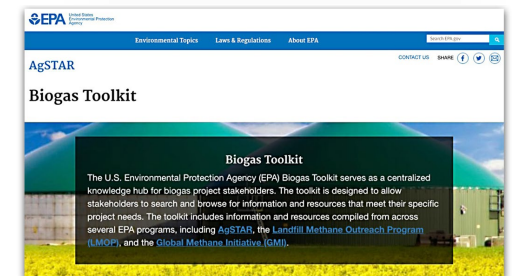 EPA United States Environmental Protection Agency
Environmental Topics Laws & Regulations About EPA Search EPA.gov
CONTACT US SHARE
AgSTAR
Biogas Toolkit
Biogas Toolkit
The U.S. Environmental Protection Agency (EPA) Biogas Toolkit serves as a centralized
knowledge hub for biogas project stakeholders. The toolkit is designed to allow
stakeholders to search and browse for information and resources that meet their specific
project needs. The toolkit includes information and resources compiled from across
several EPA programs, including AgSTAR, the Landfill Methane Outreach Program
(LMOP), and the Global Methane Initiative (GMI).